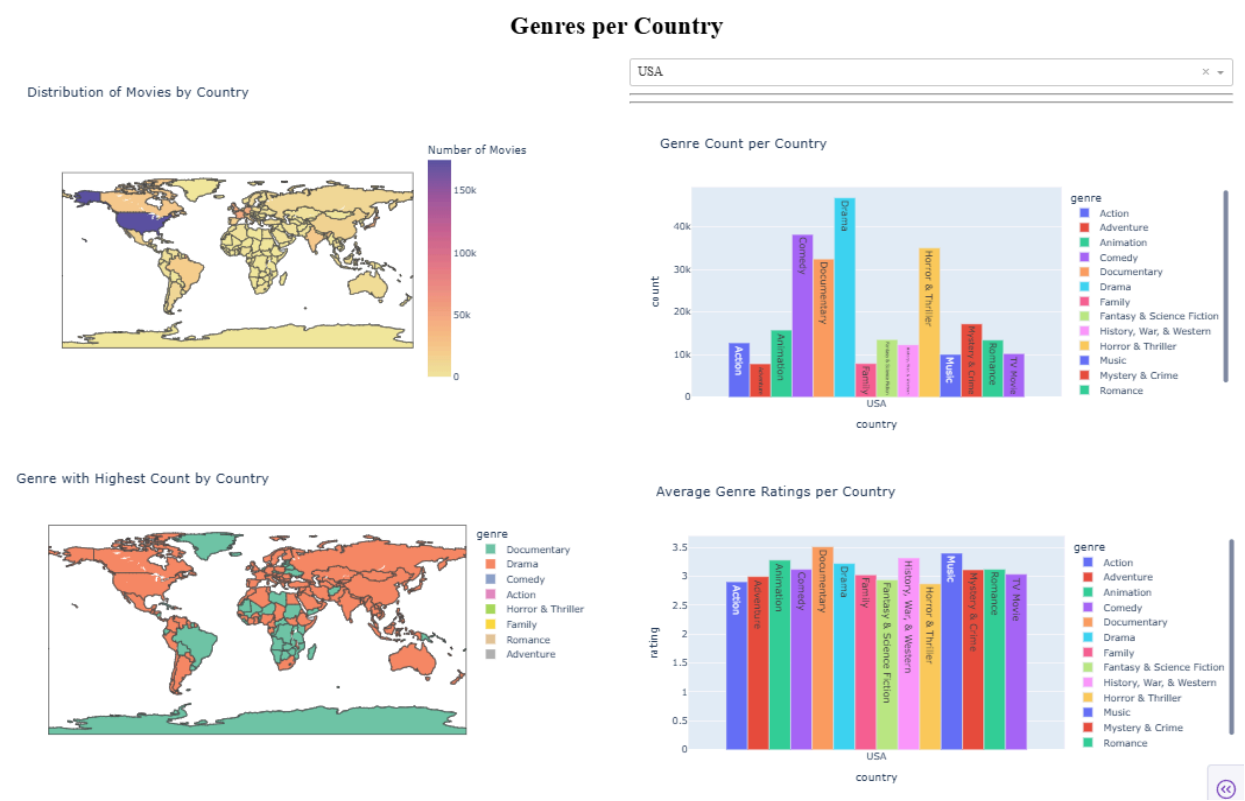 Genres per Country
USA
Distribution of Movies by Country
Number of Movies
150k
100k
50k
0
Genre Count per Country
count
40k
30k
20k
10k
0
Action
Adventure
Animation
Comedy
Documentary
Drama
Family
Fantasy & Science Fiction
History, War, & Western
Horror & Thriller
Music
Mystery & Crime
Romance
TV Movie
USA
country
genre
Action
Adventure
Animation
Comedy
Documentary
Drama
Family
Fantasy & Science Fiction
History, War, & Western
Horror & Thriller
Music
Mystery & Crime
Romance
Genre with Highest Count by Country
genre
Documentary
Drama
Comedy
Action
Horror & Thriller
Family
Romance
Adventure
Average Genre Ratings per Country
rating
3.5
3
2.5
2
1.5
1
0.5
0
Action
Adventure
Animation
Comedy
Documentary
Drama
Family
Fantasy & Science Fiction
History, War, & Western
Horror & Thriller
Music
Mystery & Crime
Romance
TV Movie
USA
country
genre
Action
Adventure
Animation
Comedy
Documentary
Drama
Family
Fantasy & Science Fiction
History, War, & Western
Horror & Thriller
Music
Mystery & Crime
Romance